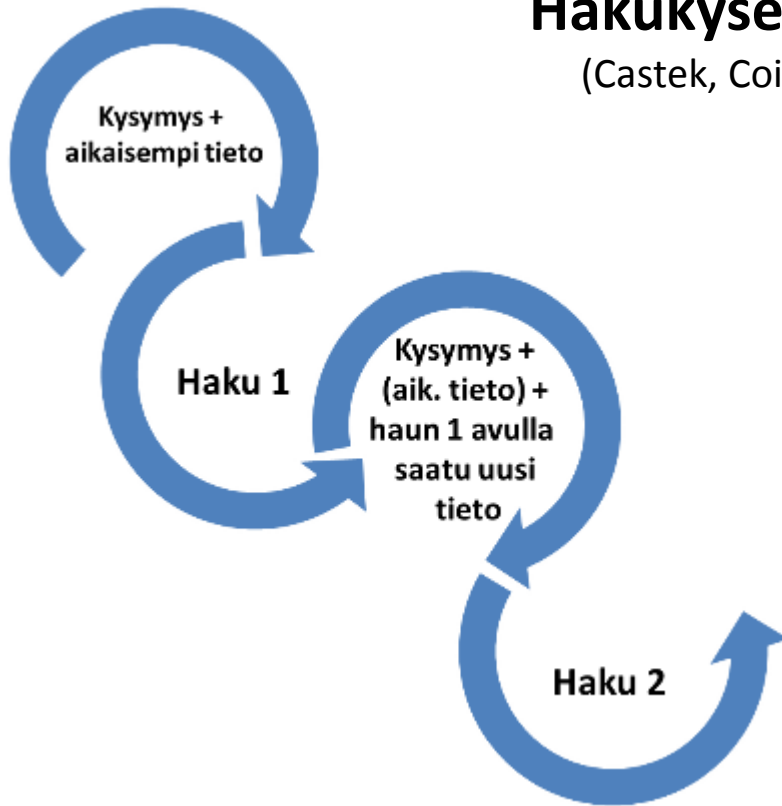 Hakukyse
(Castek, Coi
Kysymys +
aikaisempi tieto
Haku 1
Kysymys +
(aik. tieto) +
haun 1 avulla
saatu uusi
tieto
Haku 2